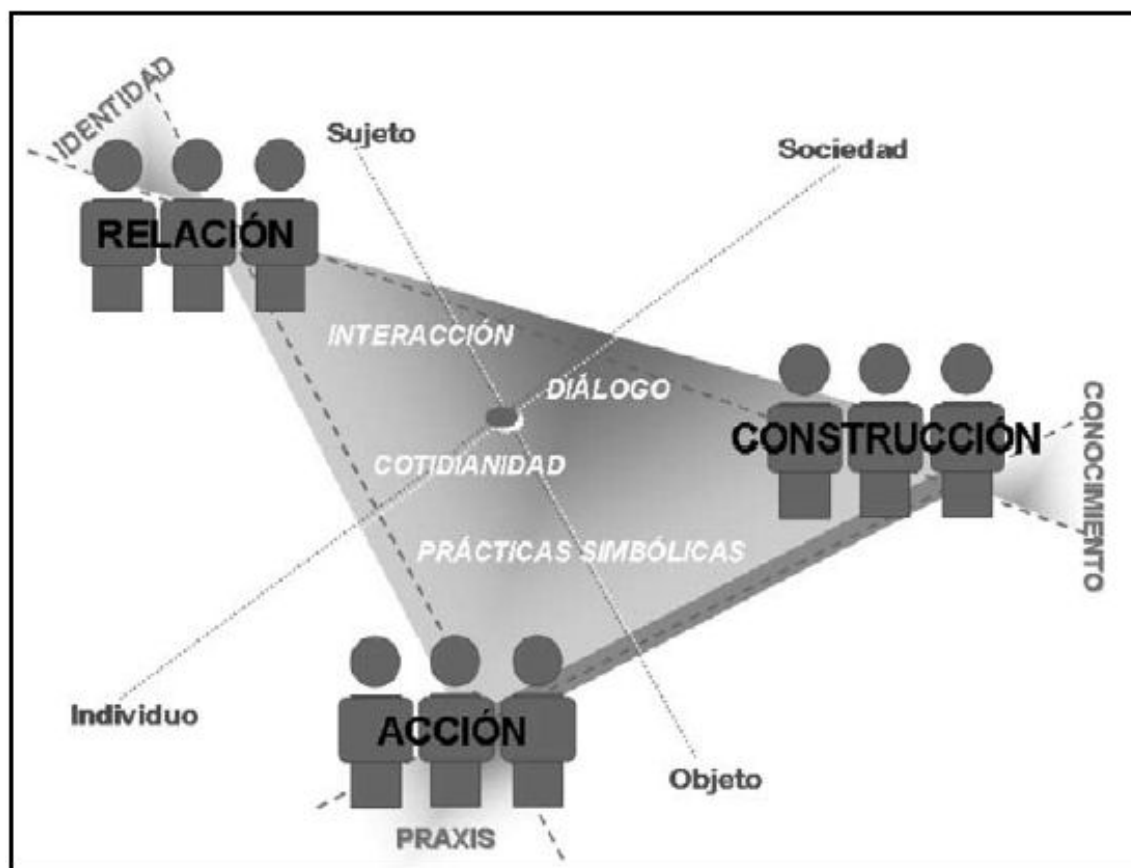 IDENTIDAD
Sujeto
Sociedad
RELACIÓN
INTERACCIÓN
DIÁLOGO
CONSTRUCCIÓN
CONOCIMIENTO
COTIDIANIDAD
PRÁCTICAS SIMBÓLICAS
Individuo
ACCIÓN
Objeto
PRAXIS